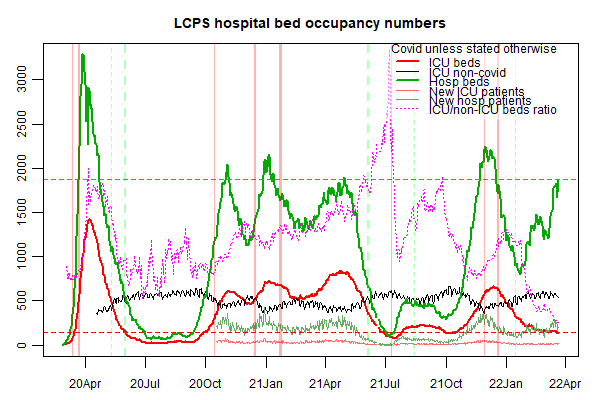 LCPS hospital bed occupancy numbers
Covid unless stated otherwise
ICU beds
ICU non-covid
Hosp beds
New ICU patients
New hosp patients
ICU/non-ICU beds ratio
3000
2500
2000
1500
1000
500
0
20Apr 20Jul 20Oct 21Jan 21Apr 21Jul 21Oct 22Jan 22Apr